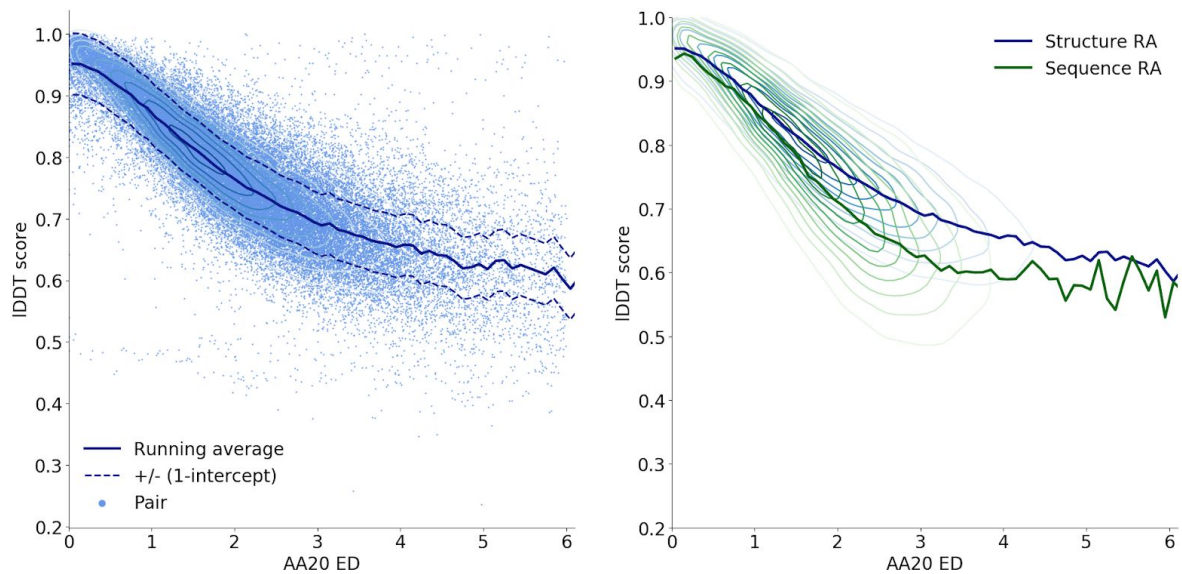 1.0
0.9
0.8
0.7
0.6
0.5
0.4
0.3
0.2
lDDT score
0 1 2 3 4 5 6
AA20 ED
Running average
+/- (1-intercept)
Pair
1.0
0.9
0.8
0.7
0.6
0.5
0.4
0.3
0.2
lDDT score
0 1 2 3 4 5 6
AA20 ED
Structure RA
Sequence RA